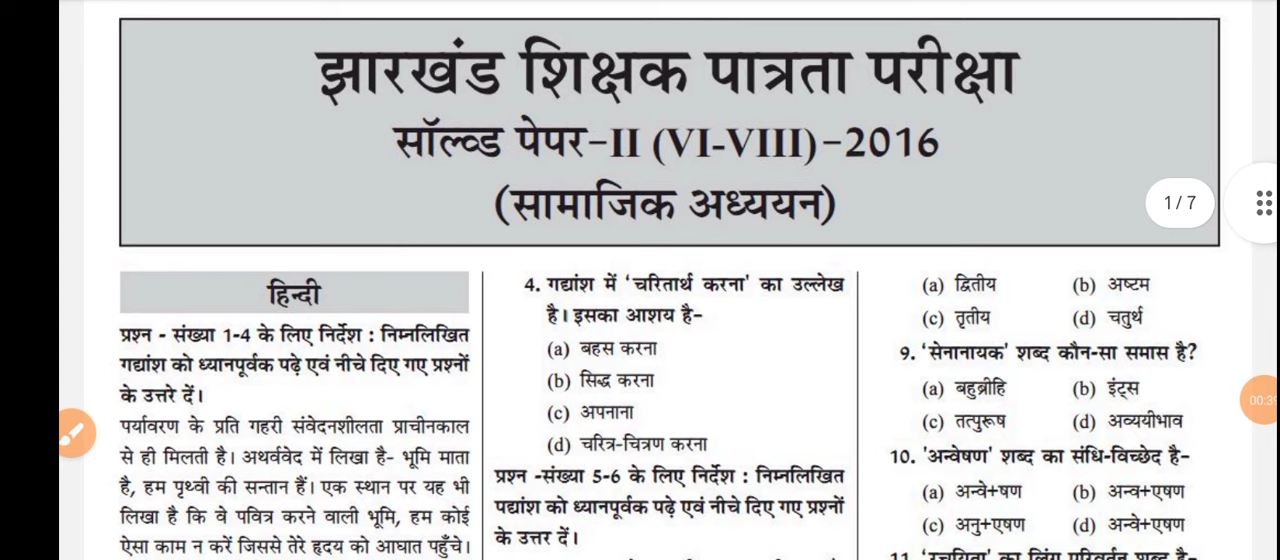 झारखंड शिक्षक पात्रता परीक्षा
सॉल्व्ड पेपर-II (VI-VIII)-2016
(सामाजिक अध्ययन)
1 / 7
हिन्दी
प्रश्न - संख्या 1-4 के लिए निर्देश : निम्नलिखित
गद्यांश को ध्यानपूर्वक पढ़े एवं नीचे दिए गए प्रश्नों
के उत्तरे दें।
पर्यावरण के प्रति गहरी संवेदनशीलता प्राचीनकाल
से ही मिलती है। अथर्ववेद में लिखा है- भूमि माता
है, हम पृथ्वी की सन्तान हैं। एक स्थान पर यह भी
लिखा है कि वे पवित्र करने वाली भूमि, हम कोई
ऐसा काम न करें जिससे तेरे हृदय को आघात पहुँचे।
4. गद्यांश में 'चरितार्थ करना' का उल्लेख
है। इसका आशय है-
(a) बहस करना
(b) सिद्ध करना
(c) अपनाना
(d) चरित्र-चित्रण करना
प्रश्न -संख्या 5-6 के लिए निर्देश : निम्नलिखित
पद्यांश को ध्यानपूर्वक पढ़े एवं नीचे दिए गए प्रश्नों
के उत्तर दें।
(a) द्वितीय (b) अष्टम
(c) तृतीय (d) चतुर्थ
9. 'सेनानायक' शब्द कौन-सा समास है?
(a) बहुब्रीहि (b) इंट्स
(c) तत्पुरूष (d) अव्ययीभाव
10. 'अन्वेषण' शब्द का संधि-विच्छेद है-
(a) अन्वे+षण (b) अन्व+एषण
(c) अनु+एषण (d) अन्वे+एषण